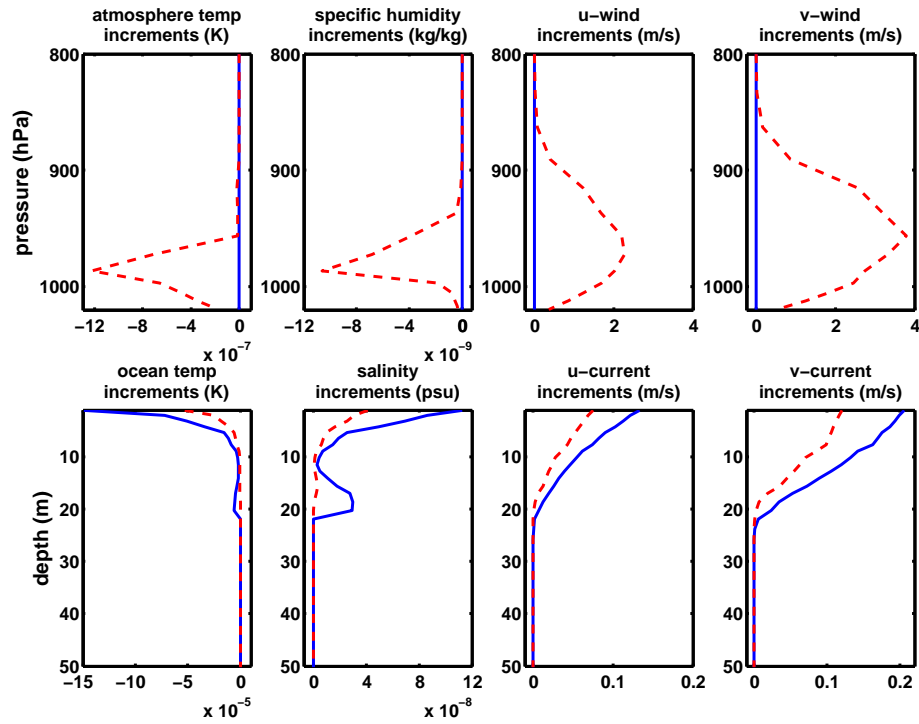 atmosphere temp
increments (K)
specific humidity
increments (kg/kg)
u−wind
increments (m/s)
v−wind
increments (m/s)
pressure (hPa)
800
900
1000
−12 −8 −4 0
x 10−7
800
900
1000
−12 −8 −4 0
x 10−9
800
900
1000
0 2 4
800
900
1000
0 2 4
ocean temp
increments (K)
salinity
increments (psu)
u−current
increments (m/s)
v−current
increments (m/s)
depth (m)
10
20
30
40
50
−15 −10 −5 0
x 10−5
10
20
30
40
50
0 4 8 12
x 10−8
10
20
30
40
50
0 0.1 0.2
10
20
30
40
50
0 0.1 0.2